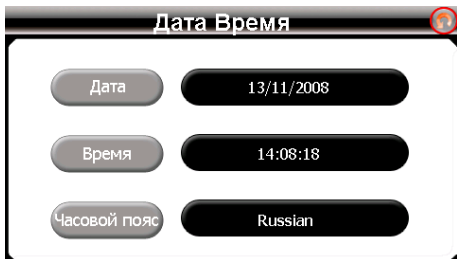 Дата Время
Дата 13/11/2008
Время 14:08:18
Часовой пояс Russian